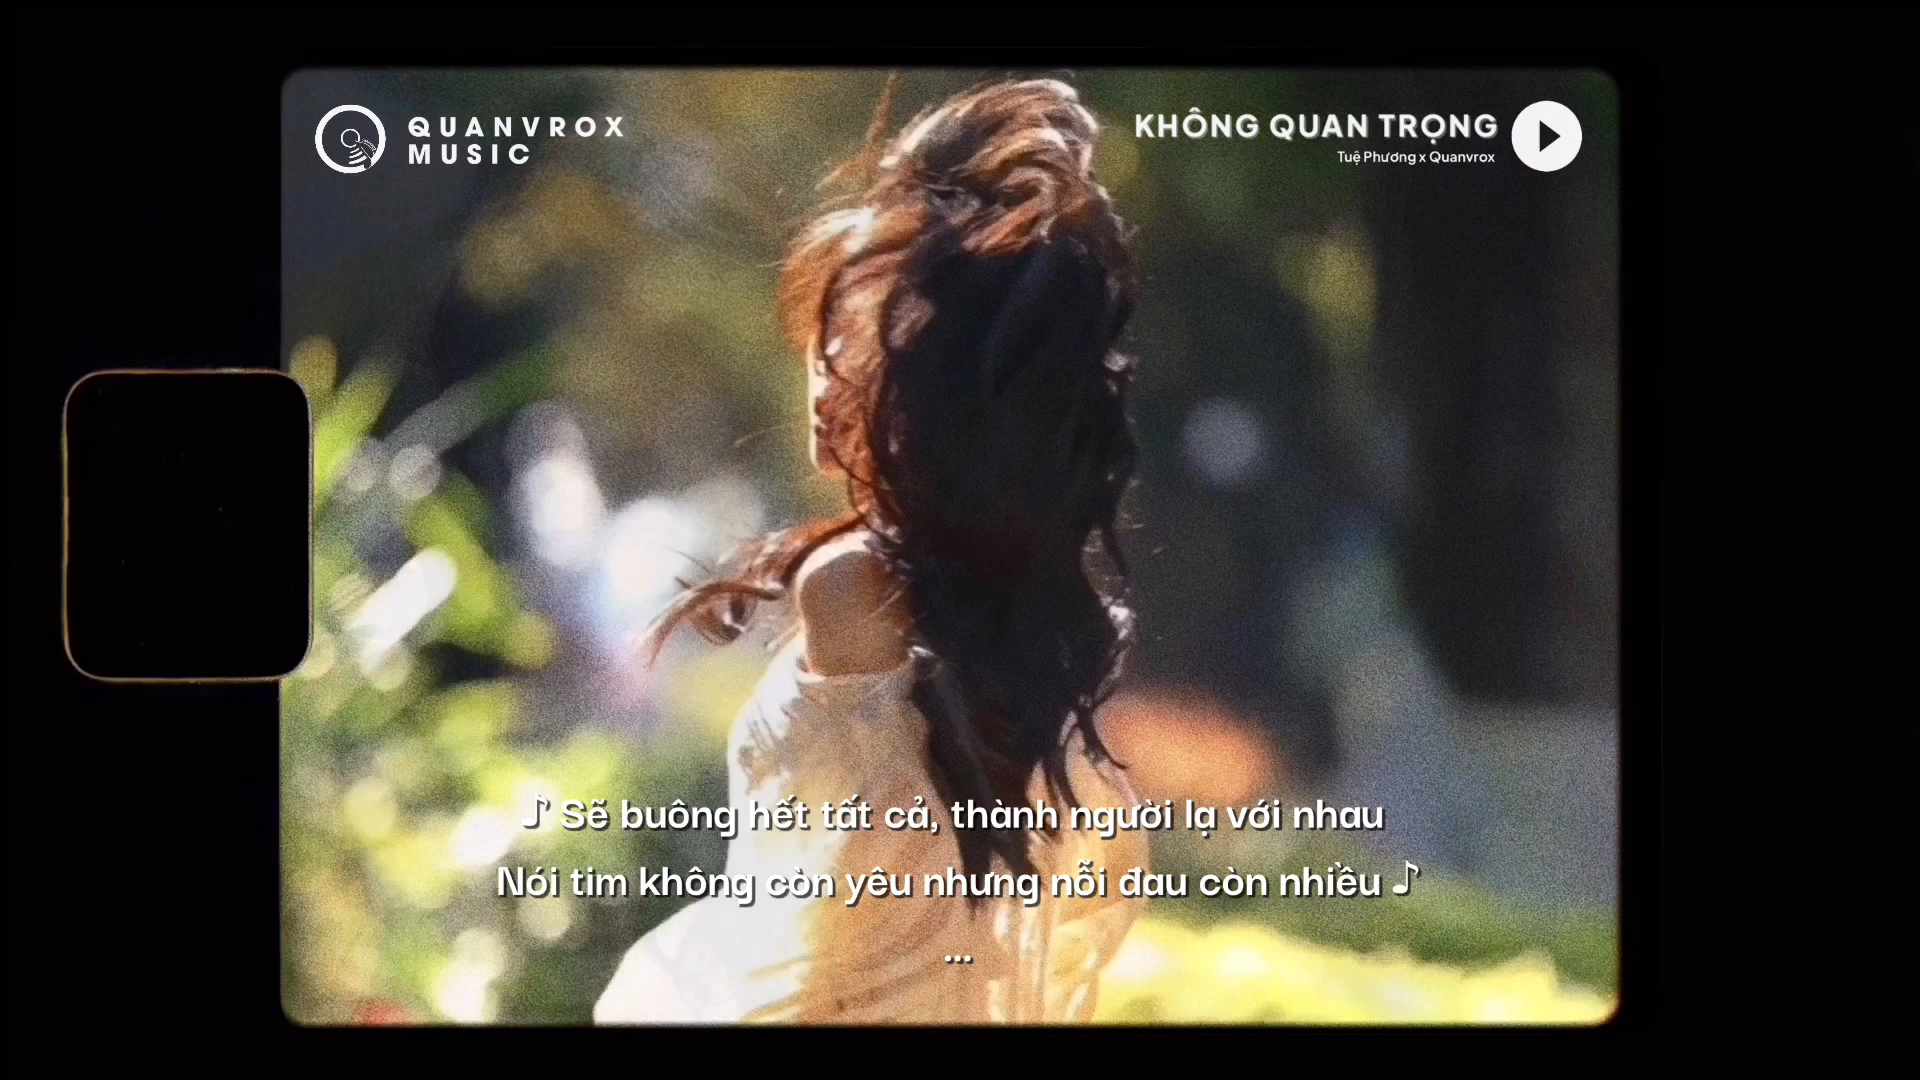 QUANVROX
MUSIC
KHÔNG QUAN TRỌNG
Tuệ Phương x Quanvrox
♪ Sẽ buông hết tất cả, thành người lạ với nhau
Nói tim không còn yêu nhưng nỗi đau còn nhiều ♪
...